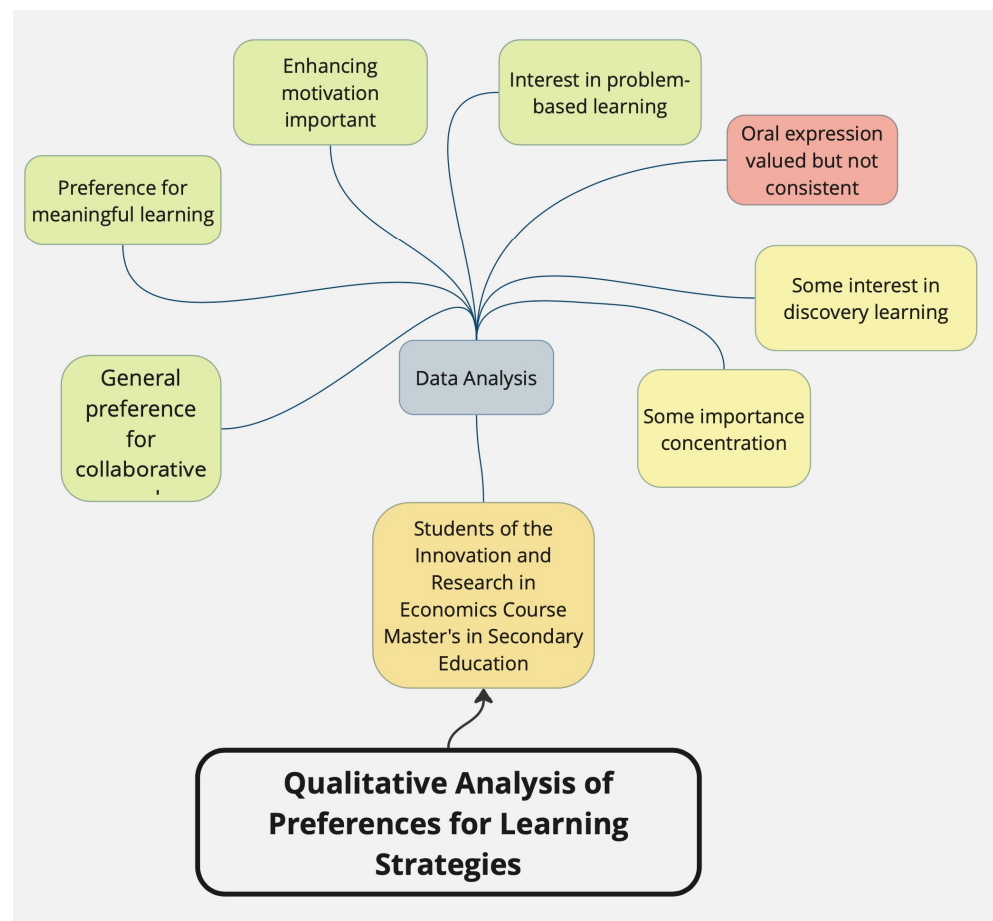 Enhancing
motivation
important
Interest in problem-
based learning
Oral expression
valued but not
consistent
Preference for
meaningful learning
Some interest in
discovery learning
General
preference
for
collaborative
Data Analysis
Some importance
concentration
Students of the
Innovation and
Research in
Economics Course
Master's in Secondary
Education
Qualitative Analysis of
Preferences for Learning
Strategies